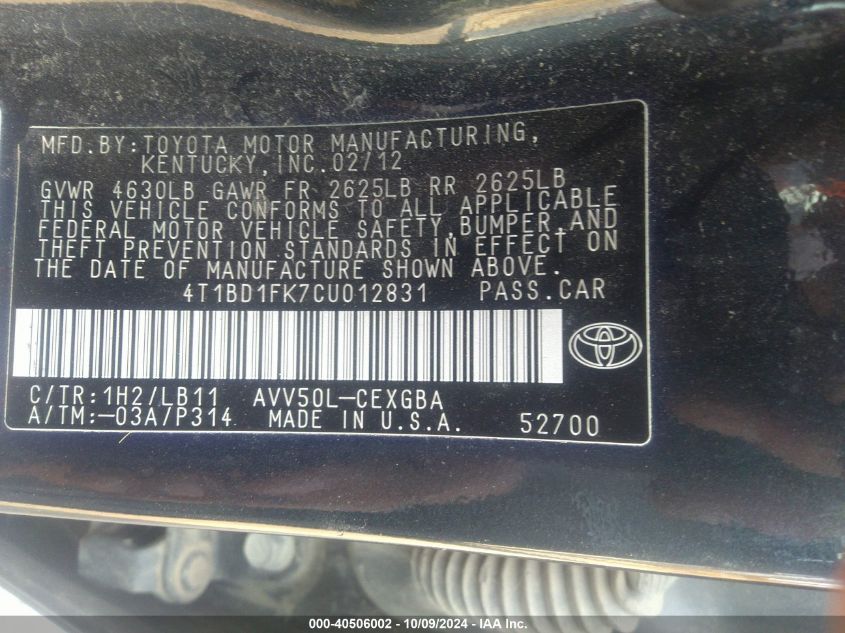 MFD.BY:TOYOTA MOTOR MANUFACTURING,
KENTUCKY,INC.02/12
GVWR 4630LB GAWR FR 2625LB RR 2625LB
THIS VEHICLE CONFORMS TO ALL APPLICABLE
FEDERAL MOTOR VEHICLE SAFETY,BUMPER,AND
THEFT PREVENTION STANDARDS IN EFFECT ON
THE DATE OF MANUFACTURE SHOWN ABOVE.
4T1BD1FK7CU012831 PASS.CAR
C/TR:1H2/LB11 AVV50L-CEXGBA
A/TM:-03A/P314 MADE IN U.S.A. 52700
000-40506002 - 10/09/2024 - IAA Inc.